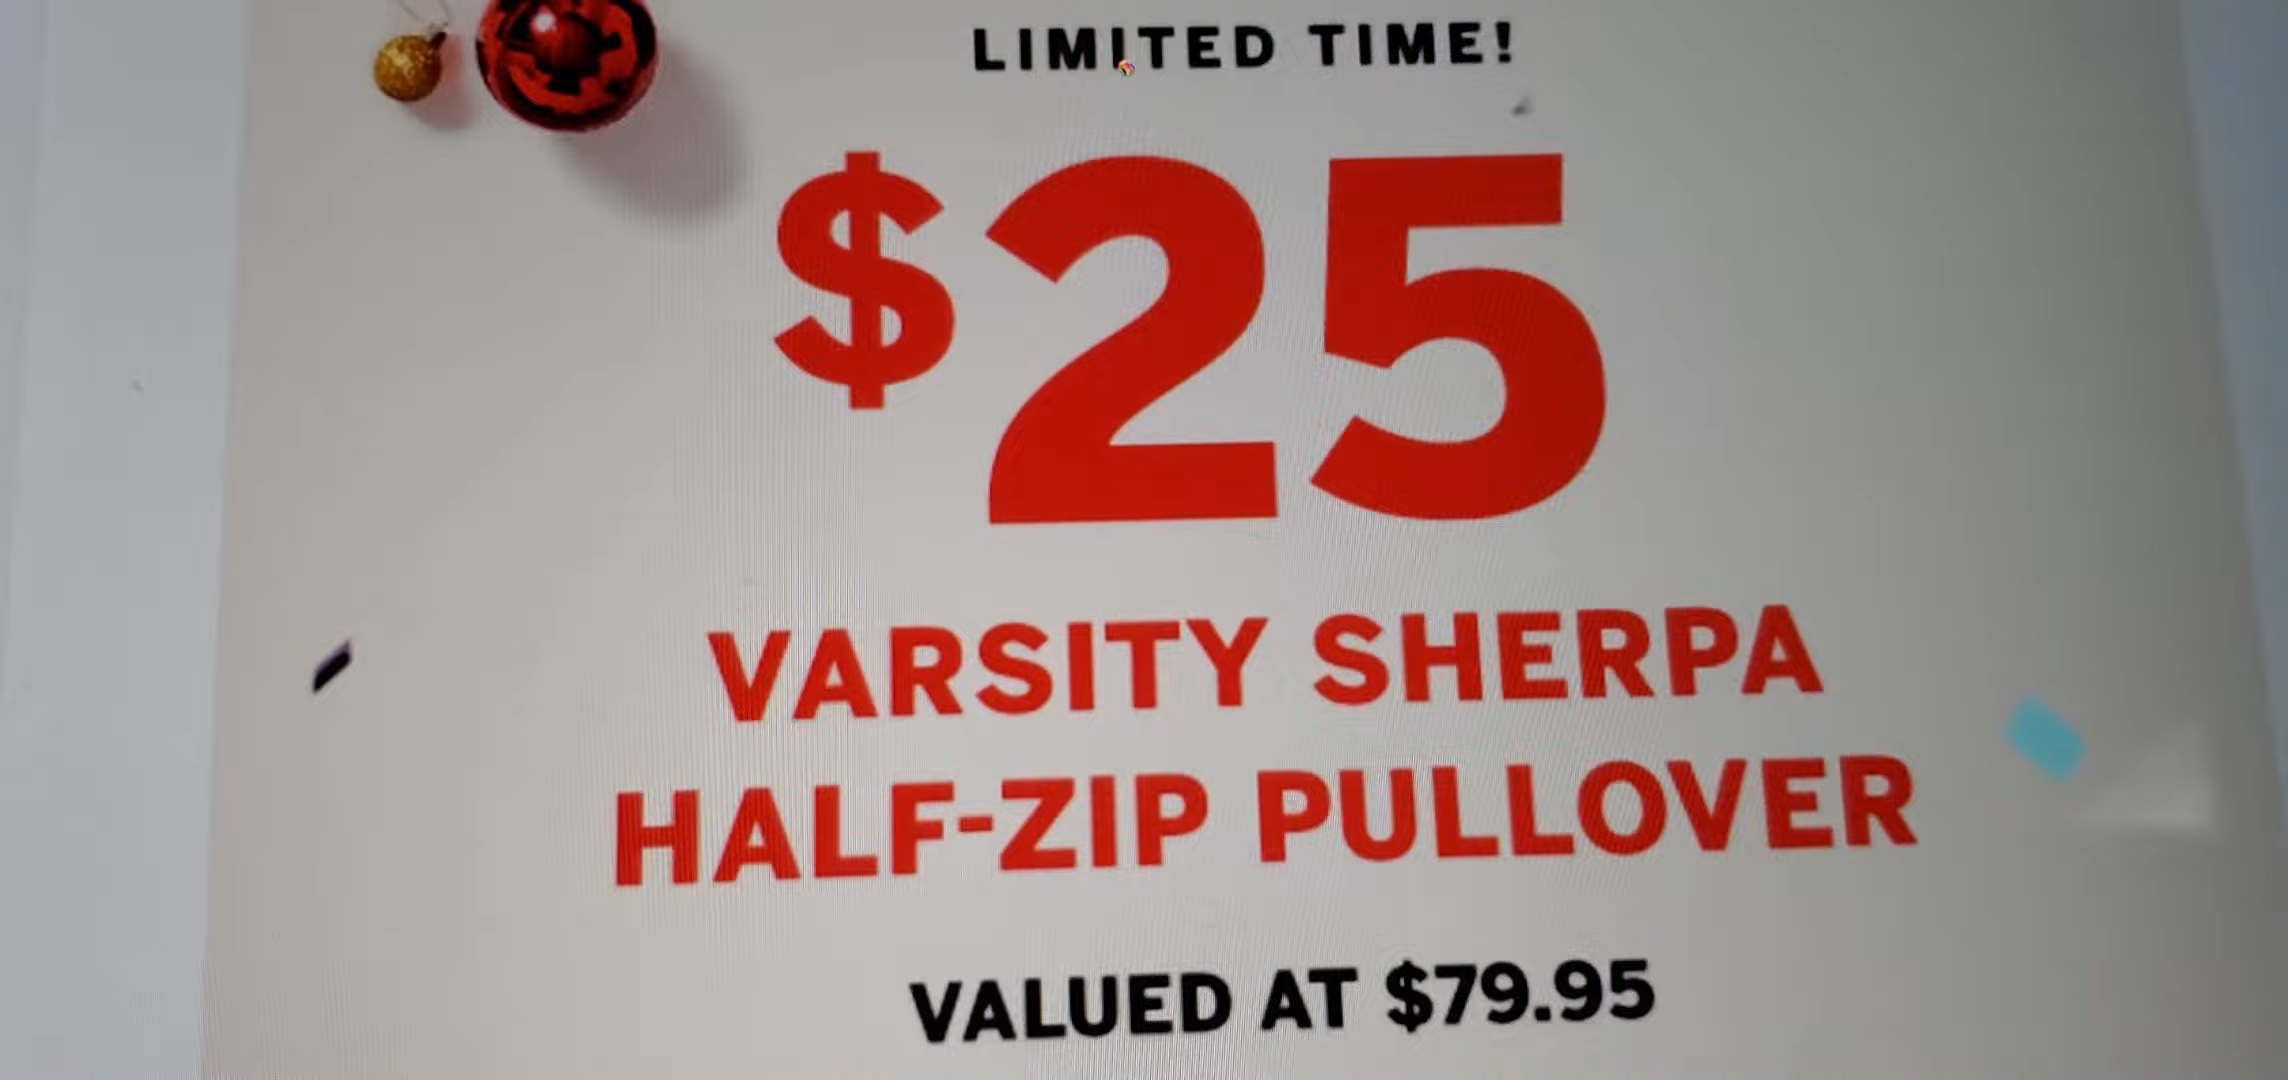 LIMITED TIME!
$25
VARSITY SHERPA
HALF-ZIP PULLOVER
VALUED AT $79.95